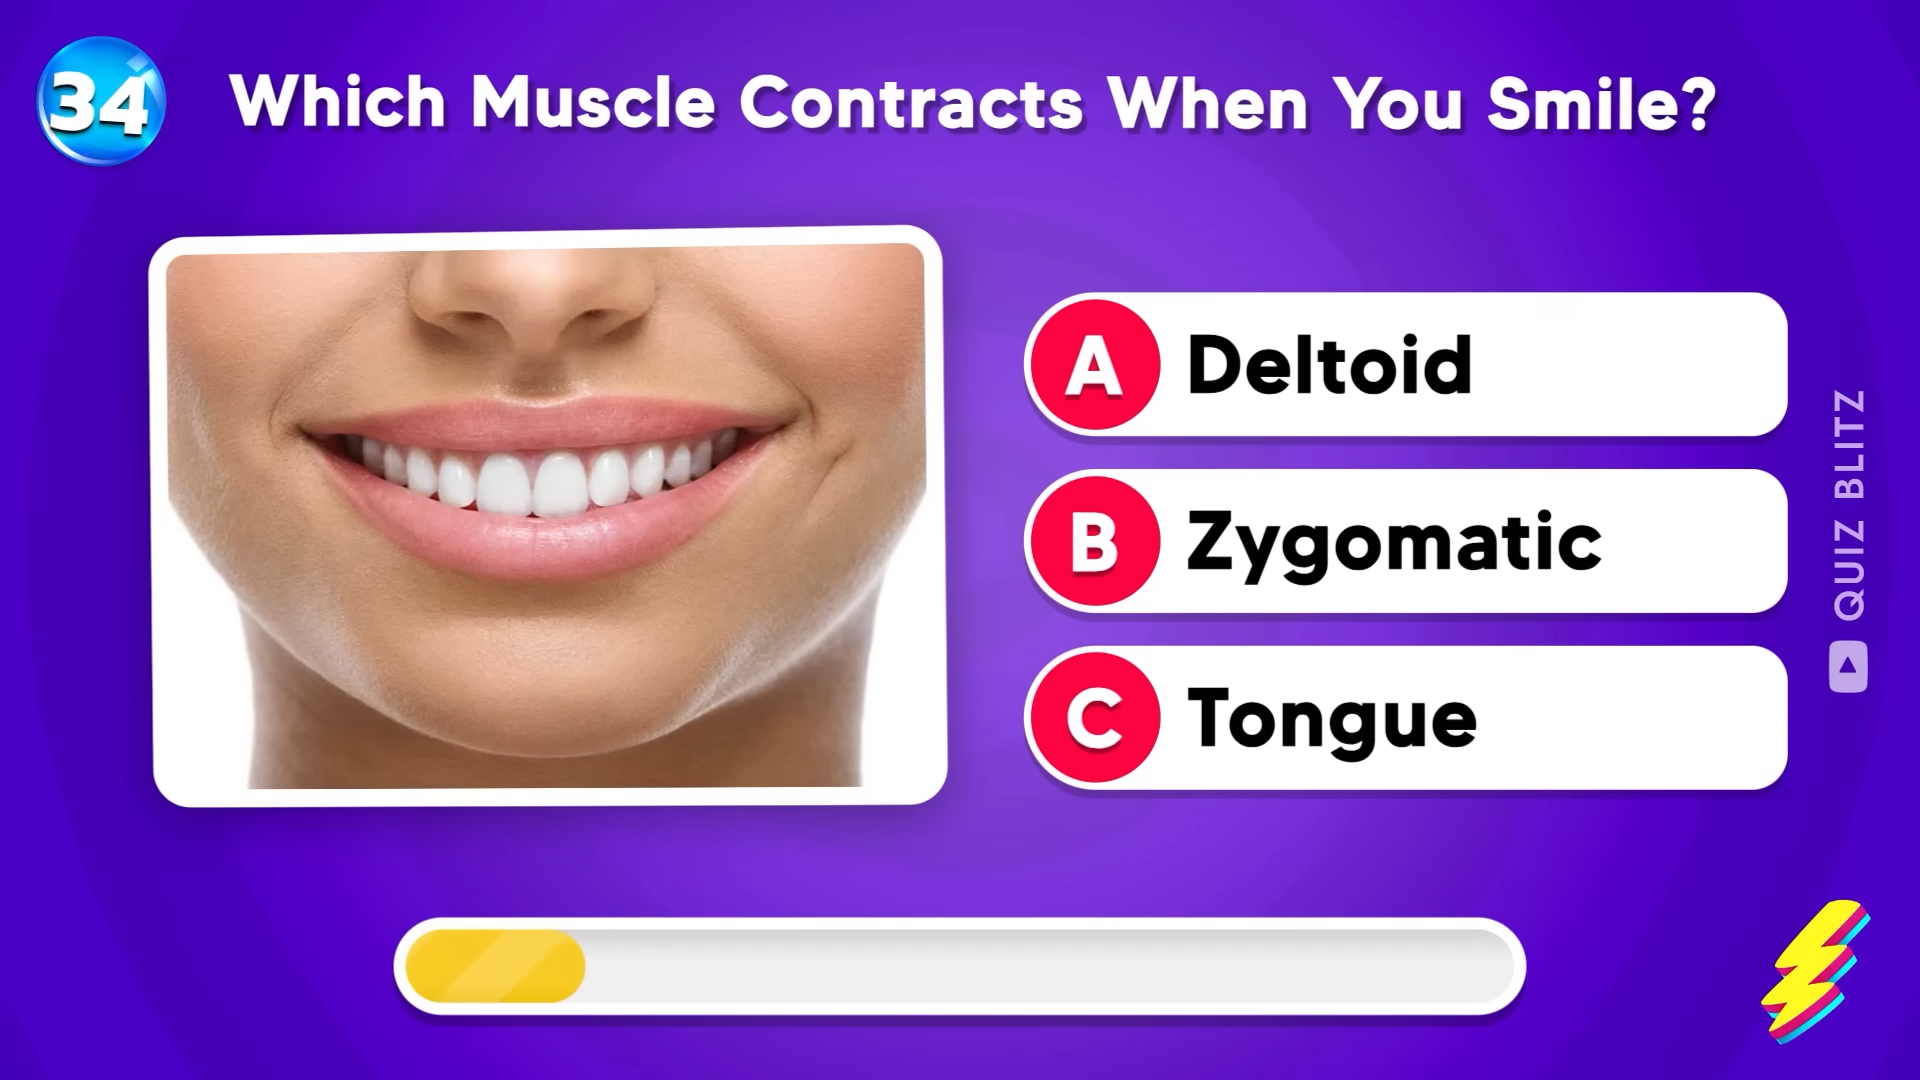 34
Which Muscle Contracts When You Smile?
A Deltoid
B Zygomatic
C Tongue
QUIZ BLITZ